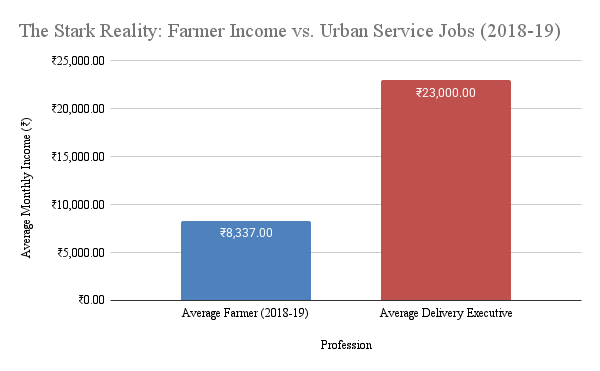 The Stark Reality: Farmer Income vs. Urban Service Jobs (2018-19)
₹25,000.00
₹20,000.00
₹15,000.00
₹10,000.00
₹5,000.00
₹0.00
Average Monthly Income (₹)
₹8,337.00
₹23,000.00
Average Farmer (2018-19)
Average Delivery Executive
Profession